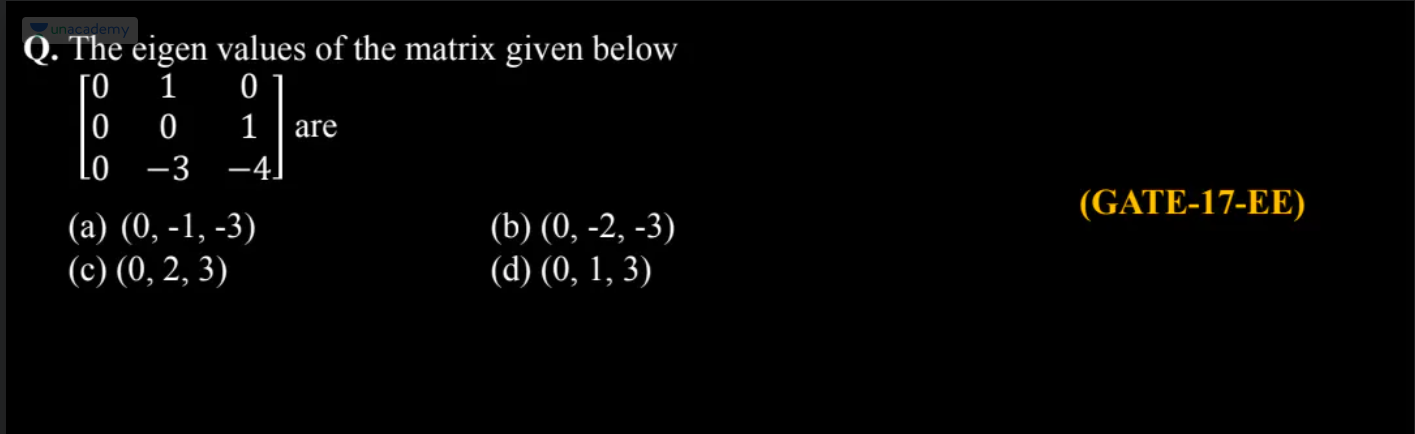 unacademy
Q. The eigen values of the matrix given below
[0 1 0
0 0 1
0 −3 −4] are
(GATE-17-EE)
(a) (0, -1, -3) (b) (0, -2, -3)
(c) (0, 2, 3) (d) (0, 1, 3)